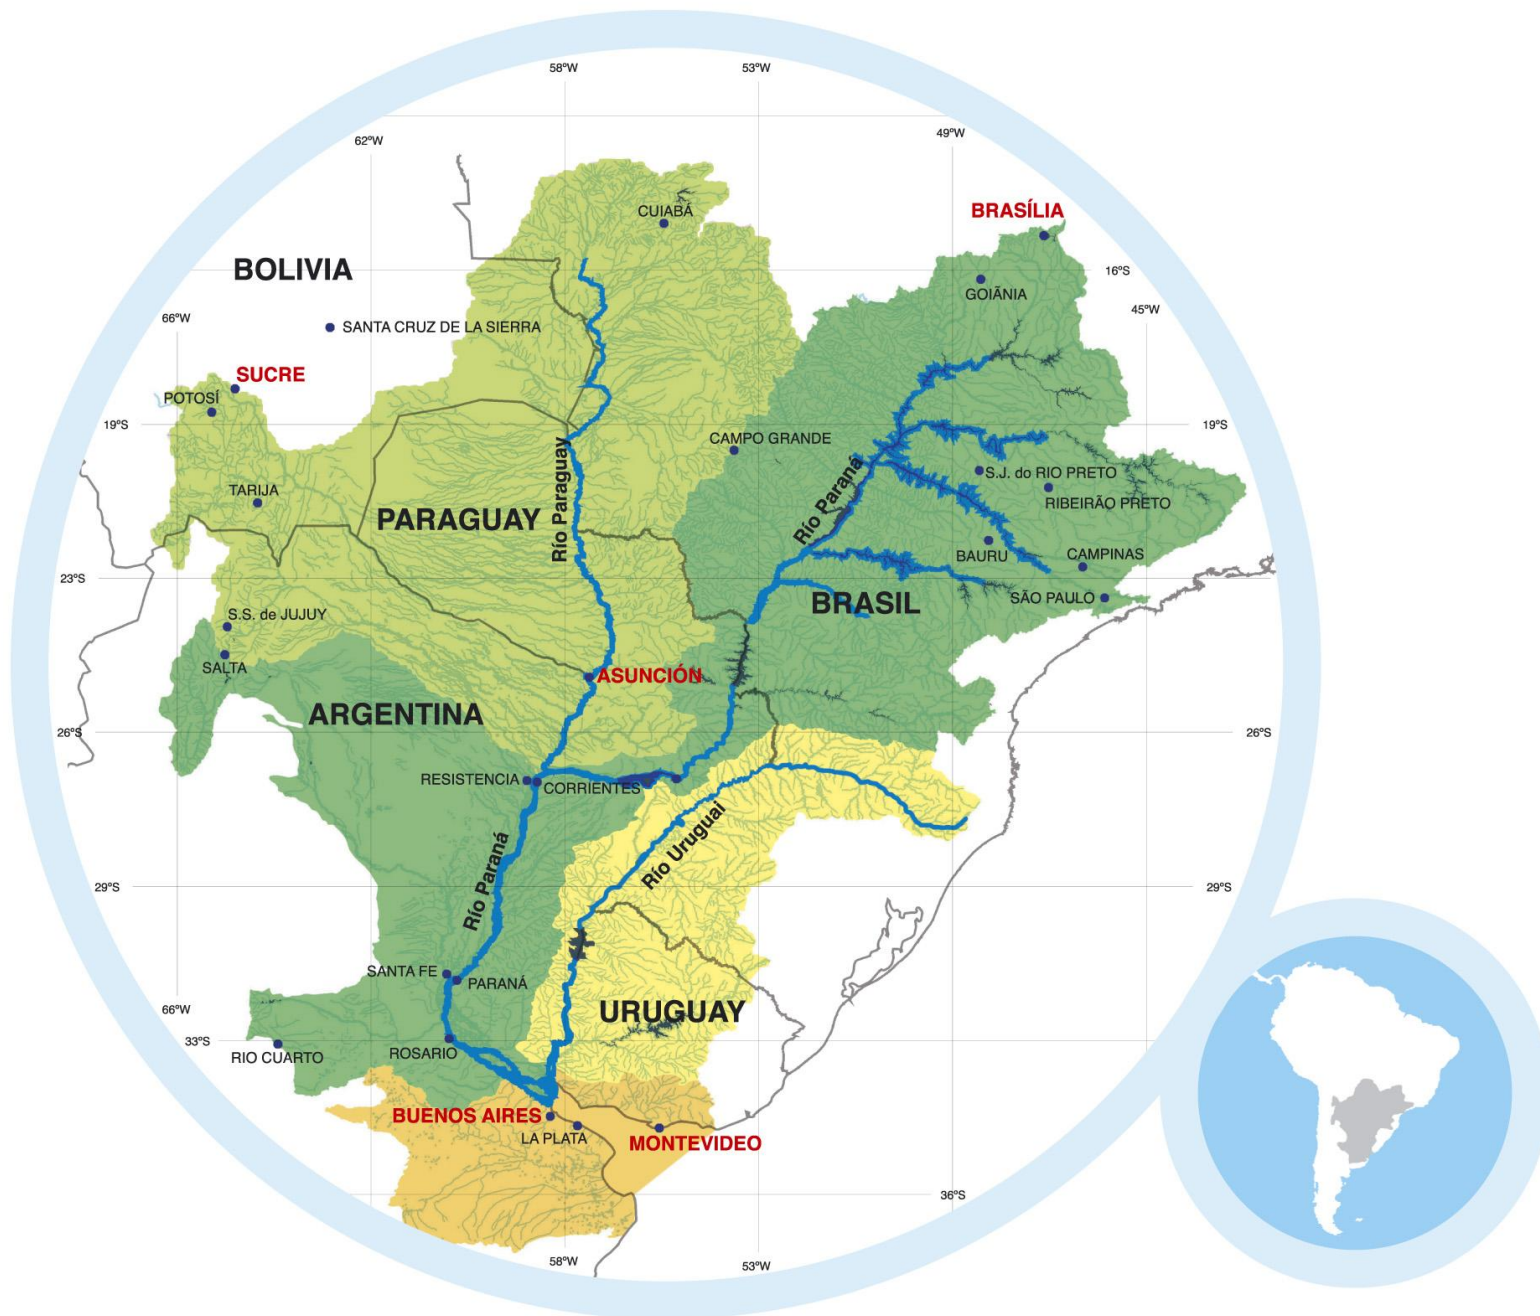 58ºW
53ºW
49ºW
62ºW
CUIABÁ
BRASÍLIA
BOLIVIA
16ºS
GOIÃNIA
45ºW
66ºW
SANTA CRUZ DE LA SIERRA
SUCRE
POTOSÍ
19ºS
19ºS
CAMPO GRANDE
Río Paraguay
Río Paraná
S.J. do RIO PRETO
TARIJA
RIBEIRÃO PRETO
PARAGUAY
BAURU
CAMPINAS
23ºS
23ºS
BRASIL
SÃO PAULO
S.S. de JUJUY
SALTA
ASUNCIÓN
ARGENTINA
26ºS
26ºS
RESISTENCIA
CORRIENTES
Río Paraná
Río Uruguai
29ºS
29ºS
SANTA FE
PARANÁ
66ºW
URUGUAY
33ºS
RIO CUARTO
ROSARIO
BUENOS AIRES
LA PLATA
MONTEVIDEO
36ºS
58ºW
53ºW